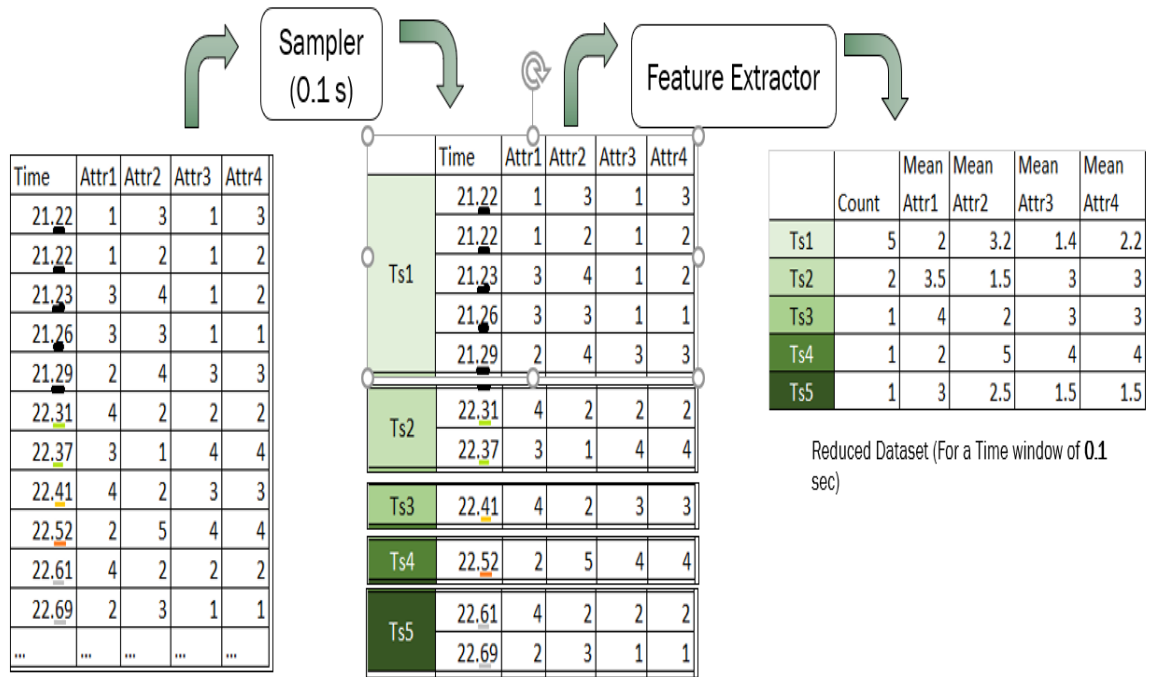 Sampler
(0.1 s)
Feature Extractor
Time Attr1 Attr2 Attr3 Attr4
21.22 1 3 1 3
21.22 1 2 1 2
21.23 3 4 1 2
21.26 3 3 1 1
21.29 2 4 3 3
22.31 4 2 2 2
22.37 3 1 4 4
22.41 4 2 3 3
22.52 2 5 4 4
22.61 4 2 2 2
22.69 2 3 1 1
... ... ... ... ...
Time Attr1 Attr2 Attr3 Attr4
Ts1
21.22 1 3 1 3
21.22 1 2 1 2
21.23 3 4 1 2
21.26 3 3 1 1
21.29 2 4 3 3
Ts2
22.31 4 2 2 2
22.37 3 1 4 4
Ts3 22.41 4 2 3 3
Ts4 22.52 2 5 4 4
Ts5
22.61 4 2 2 2
22.69 2 3 1 1
Mean Mean Mean Mean
Count Attr1 Attr2 Attr3 Attr4
Ts1 5 2 3.2 1.4 2.2
Ts2 2 3.5 1.5 3 3
Ts3 1 4 2 3 3
Ts4 1 2 5 4 4
Ts5 1 3 2.5 1.5 1.5
Reduced Dataset (For a Time window of 0.1
sec)